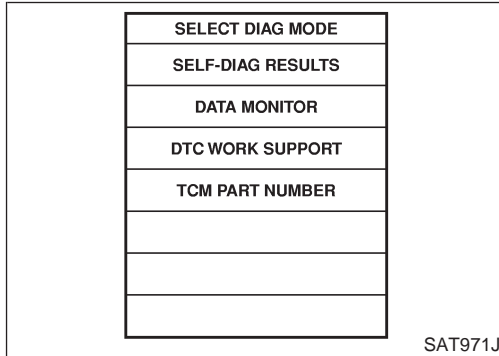 SELECT DIAG MODE
SELF-DIAG RESULTS
DATA MONITOR
DTC WORK SUPPORT
TCM PART NUMBER
SAT971J